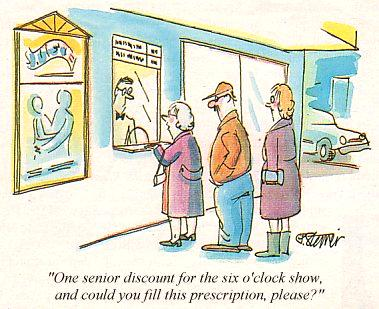 "One senior discount for the six o'clock show,
and could you fill this prescription, please?"